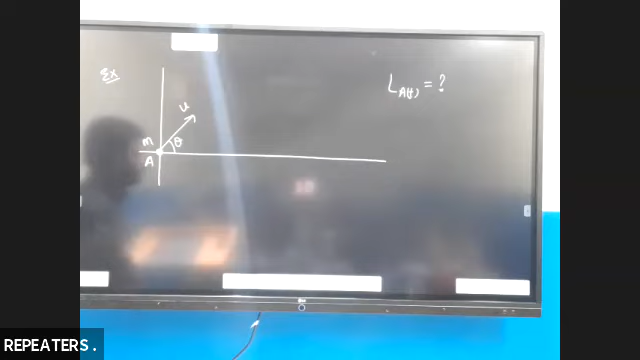 Ex
L_A(t) = ?
u
m
θ
A
REPEATERS.